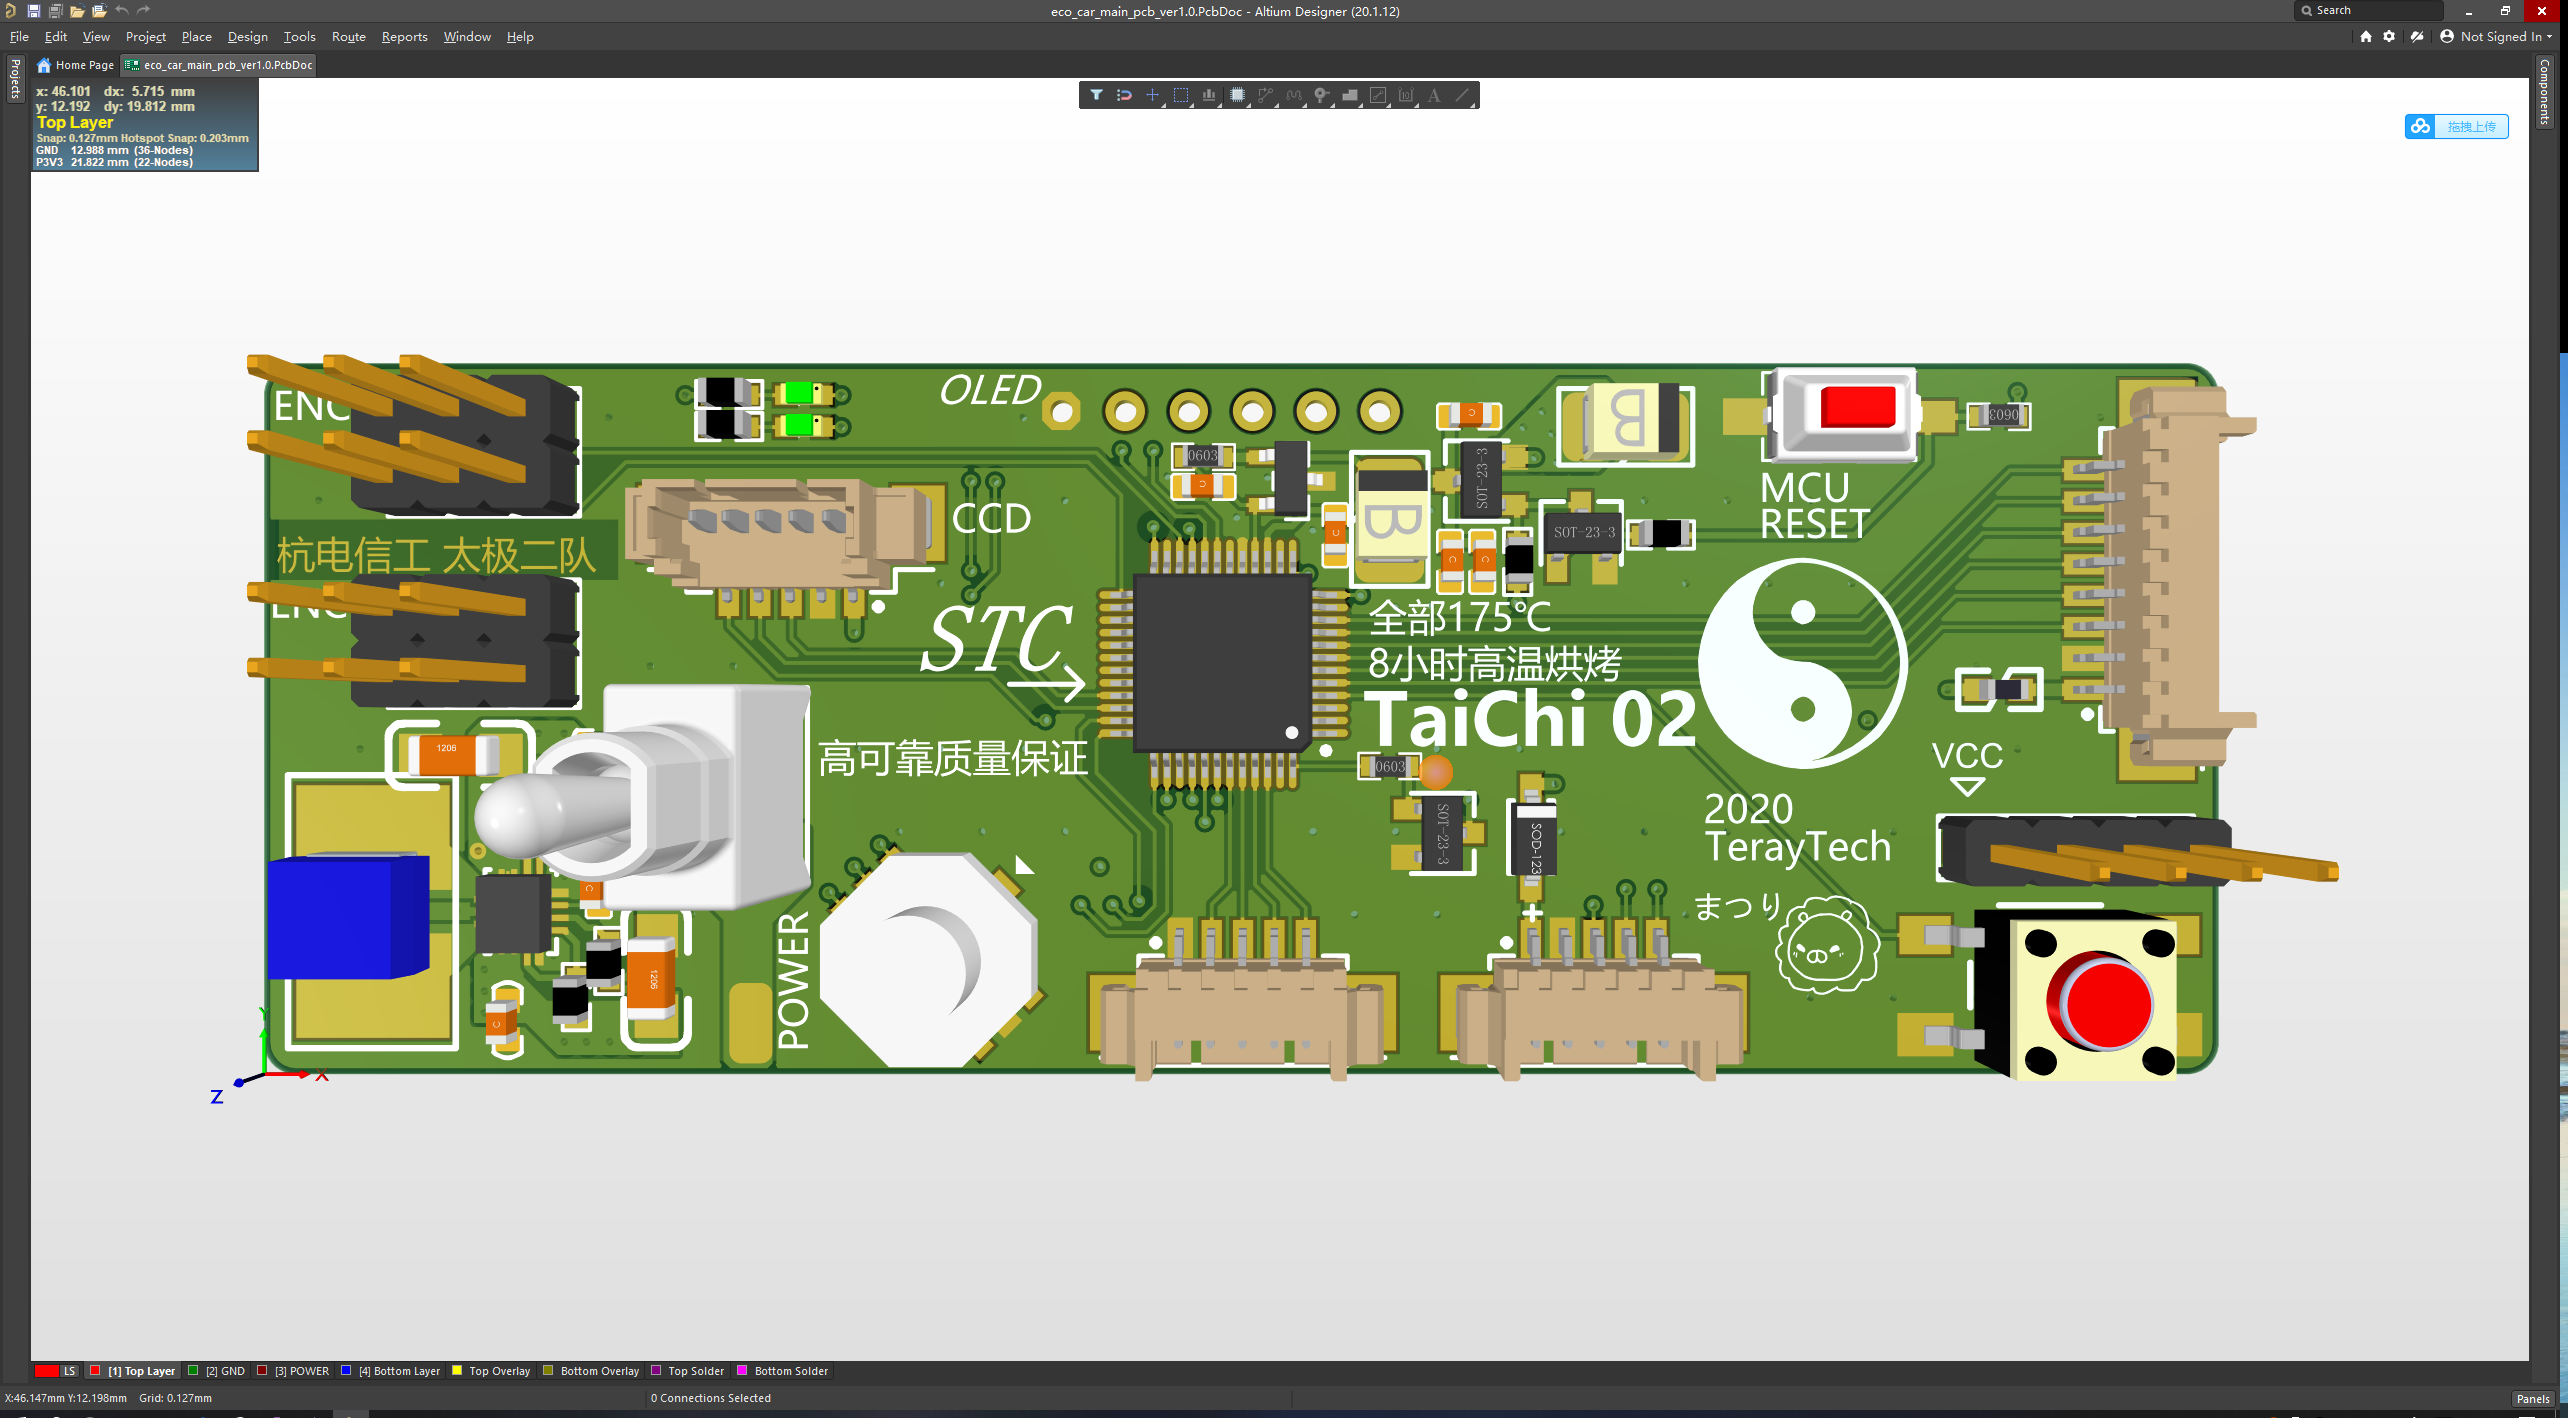 eco_car_main_pcb_ver1.0.PcbDoc - Altium Designer (20.1.12)
Search
File Edit View Project Place Design Tools Route Reports Window Help
Not Signed In
Projects
Home Page
eco_car_main_pcb_ver1.0.PcbDoc
Components
x: 46.101 dx: 5.715 mm
y: 12.192 dy: 19.812 mm
Top Layer
Snap: 0.127mm Hotspot Snap: 0.203mm
GND 12.988 mm (36-Nodes)
P3V3 21.822 mm (22-Nodes)
拖拽上传
ENC
OLED
C
B
0603
MCU
RESET
0603
C
SOT-23-3
B
C
C
C
SOT-23-3
CCD
杭电信工 太极二队
ENC
STC
全部175℃
8小时高温烘烤
TaiChi 02
1206
高可靠质量保证
0603
VCC
SOT-23-3
SOD-123
2020
TerayTech
C
まつり
POWER
1206
C
X
Y
Z
LS
[1] Top Layer
[2] GND
[3] POWER
[4] Bottom Layer
Top Overlay
Bottom Overlay
Top Solder
Bottom Solder
X:46.147mm Y:12.198mm Grid: 0.127mm
0 Connections Selected
Panels